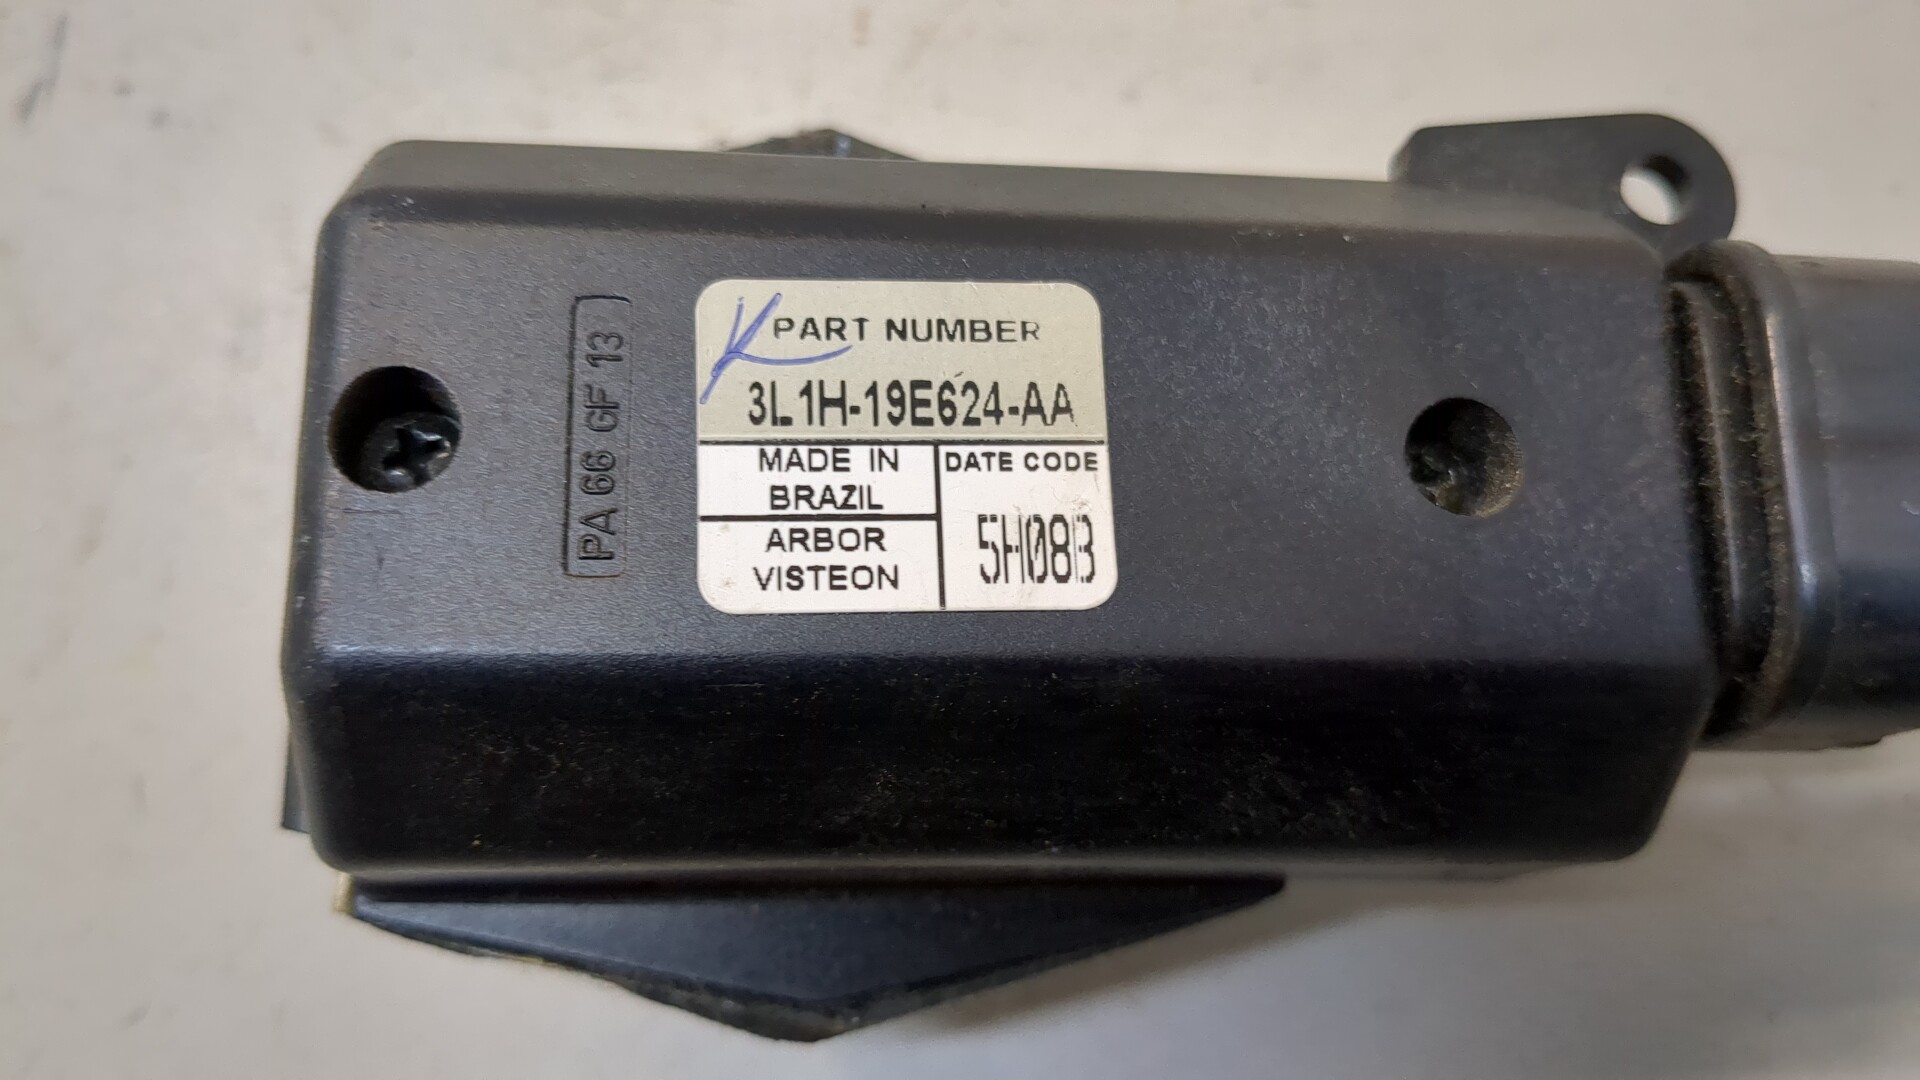 PA 66 GF 13
PART NUMBER
3L1H-19E624-AA
MADE IN
BRAZIL
ARBOR
VISTEON
DATE CODE
5H08B